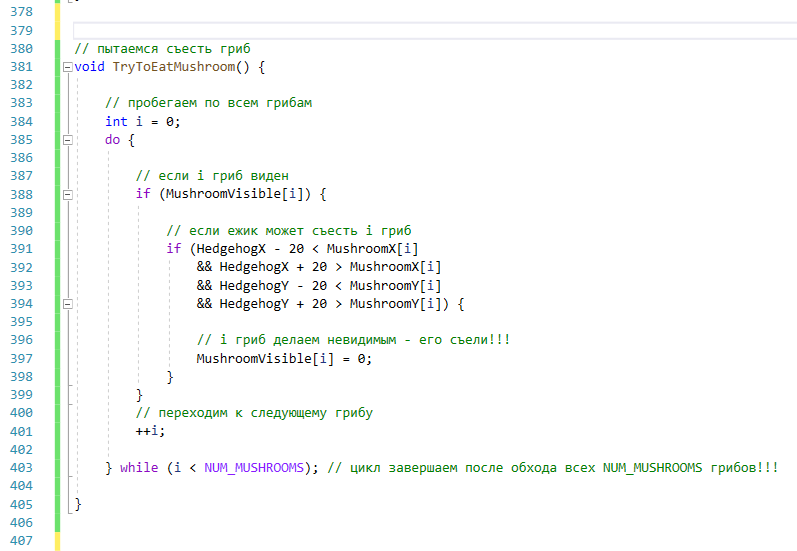 378
379
380 // пытаемся съесть гриб
381 void TryToEatMushroom() {
382
383 // пробегаем по всем грибам
384 int i = 0;
385 do {
386
387 // если i гриб виден
388 if (MushroomVisible[i]) {
389
390 // если ежик может съесть i гриб
391 if (HedgehogX - 20 < MushroomX[i]
392 && HedgehogX + 20 > MushroomX[i]
393 && HedgehogY - 20 < MushroomY[i]
394 && HedgehogY + 20 > MushroomY[i]) {
395
396 // i гриб делаем невидимым - его съели!!!
397 MushroomVisible[i] = 0;
398 }
399 }
400 // переходим к следующему грибу
401 ++i;
402
403 } while (i < NUM_MUSHROOMS); // цикл завершаем после обхода всех NUM_MUSHROOMS грибов!!!
404
405 }
406
407